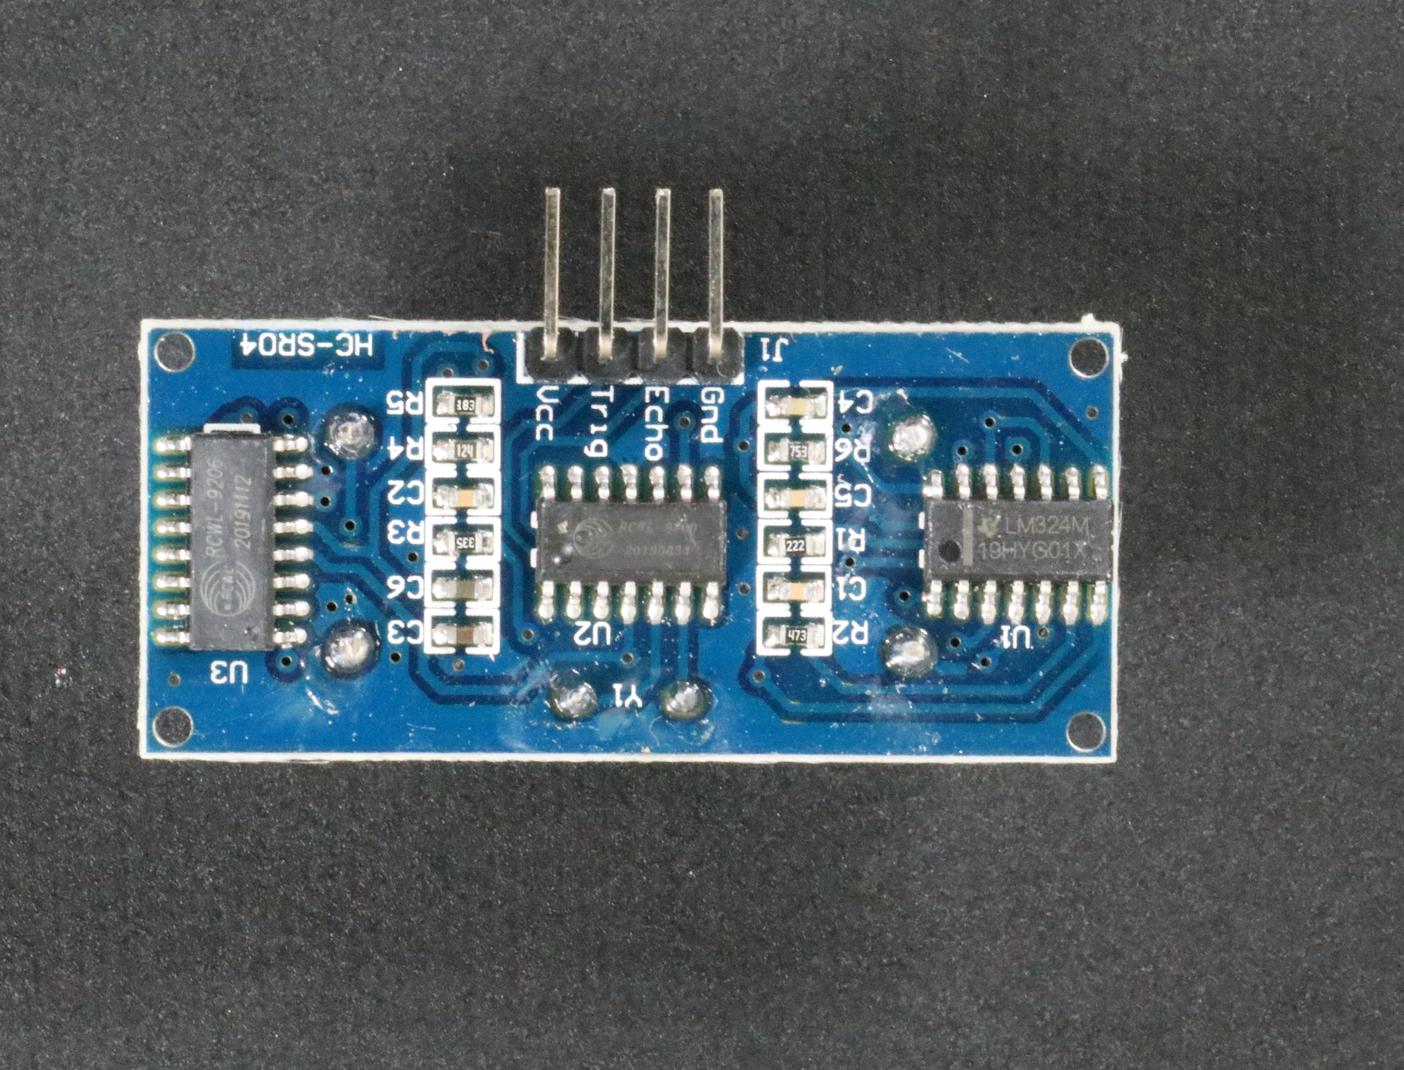 HC-SR04
J1
Vcc
Trig
Echo
Gnd
R5
183
R4
124
C2
R3
335
C6
C3
C4
R6
753
C5
R1
222
C1
R2
473
RCWL-9206
20191112
RCWL
U3
U2
LM324M
19HYG01X
U1
Y1